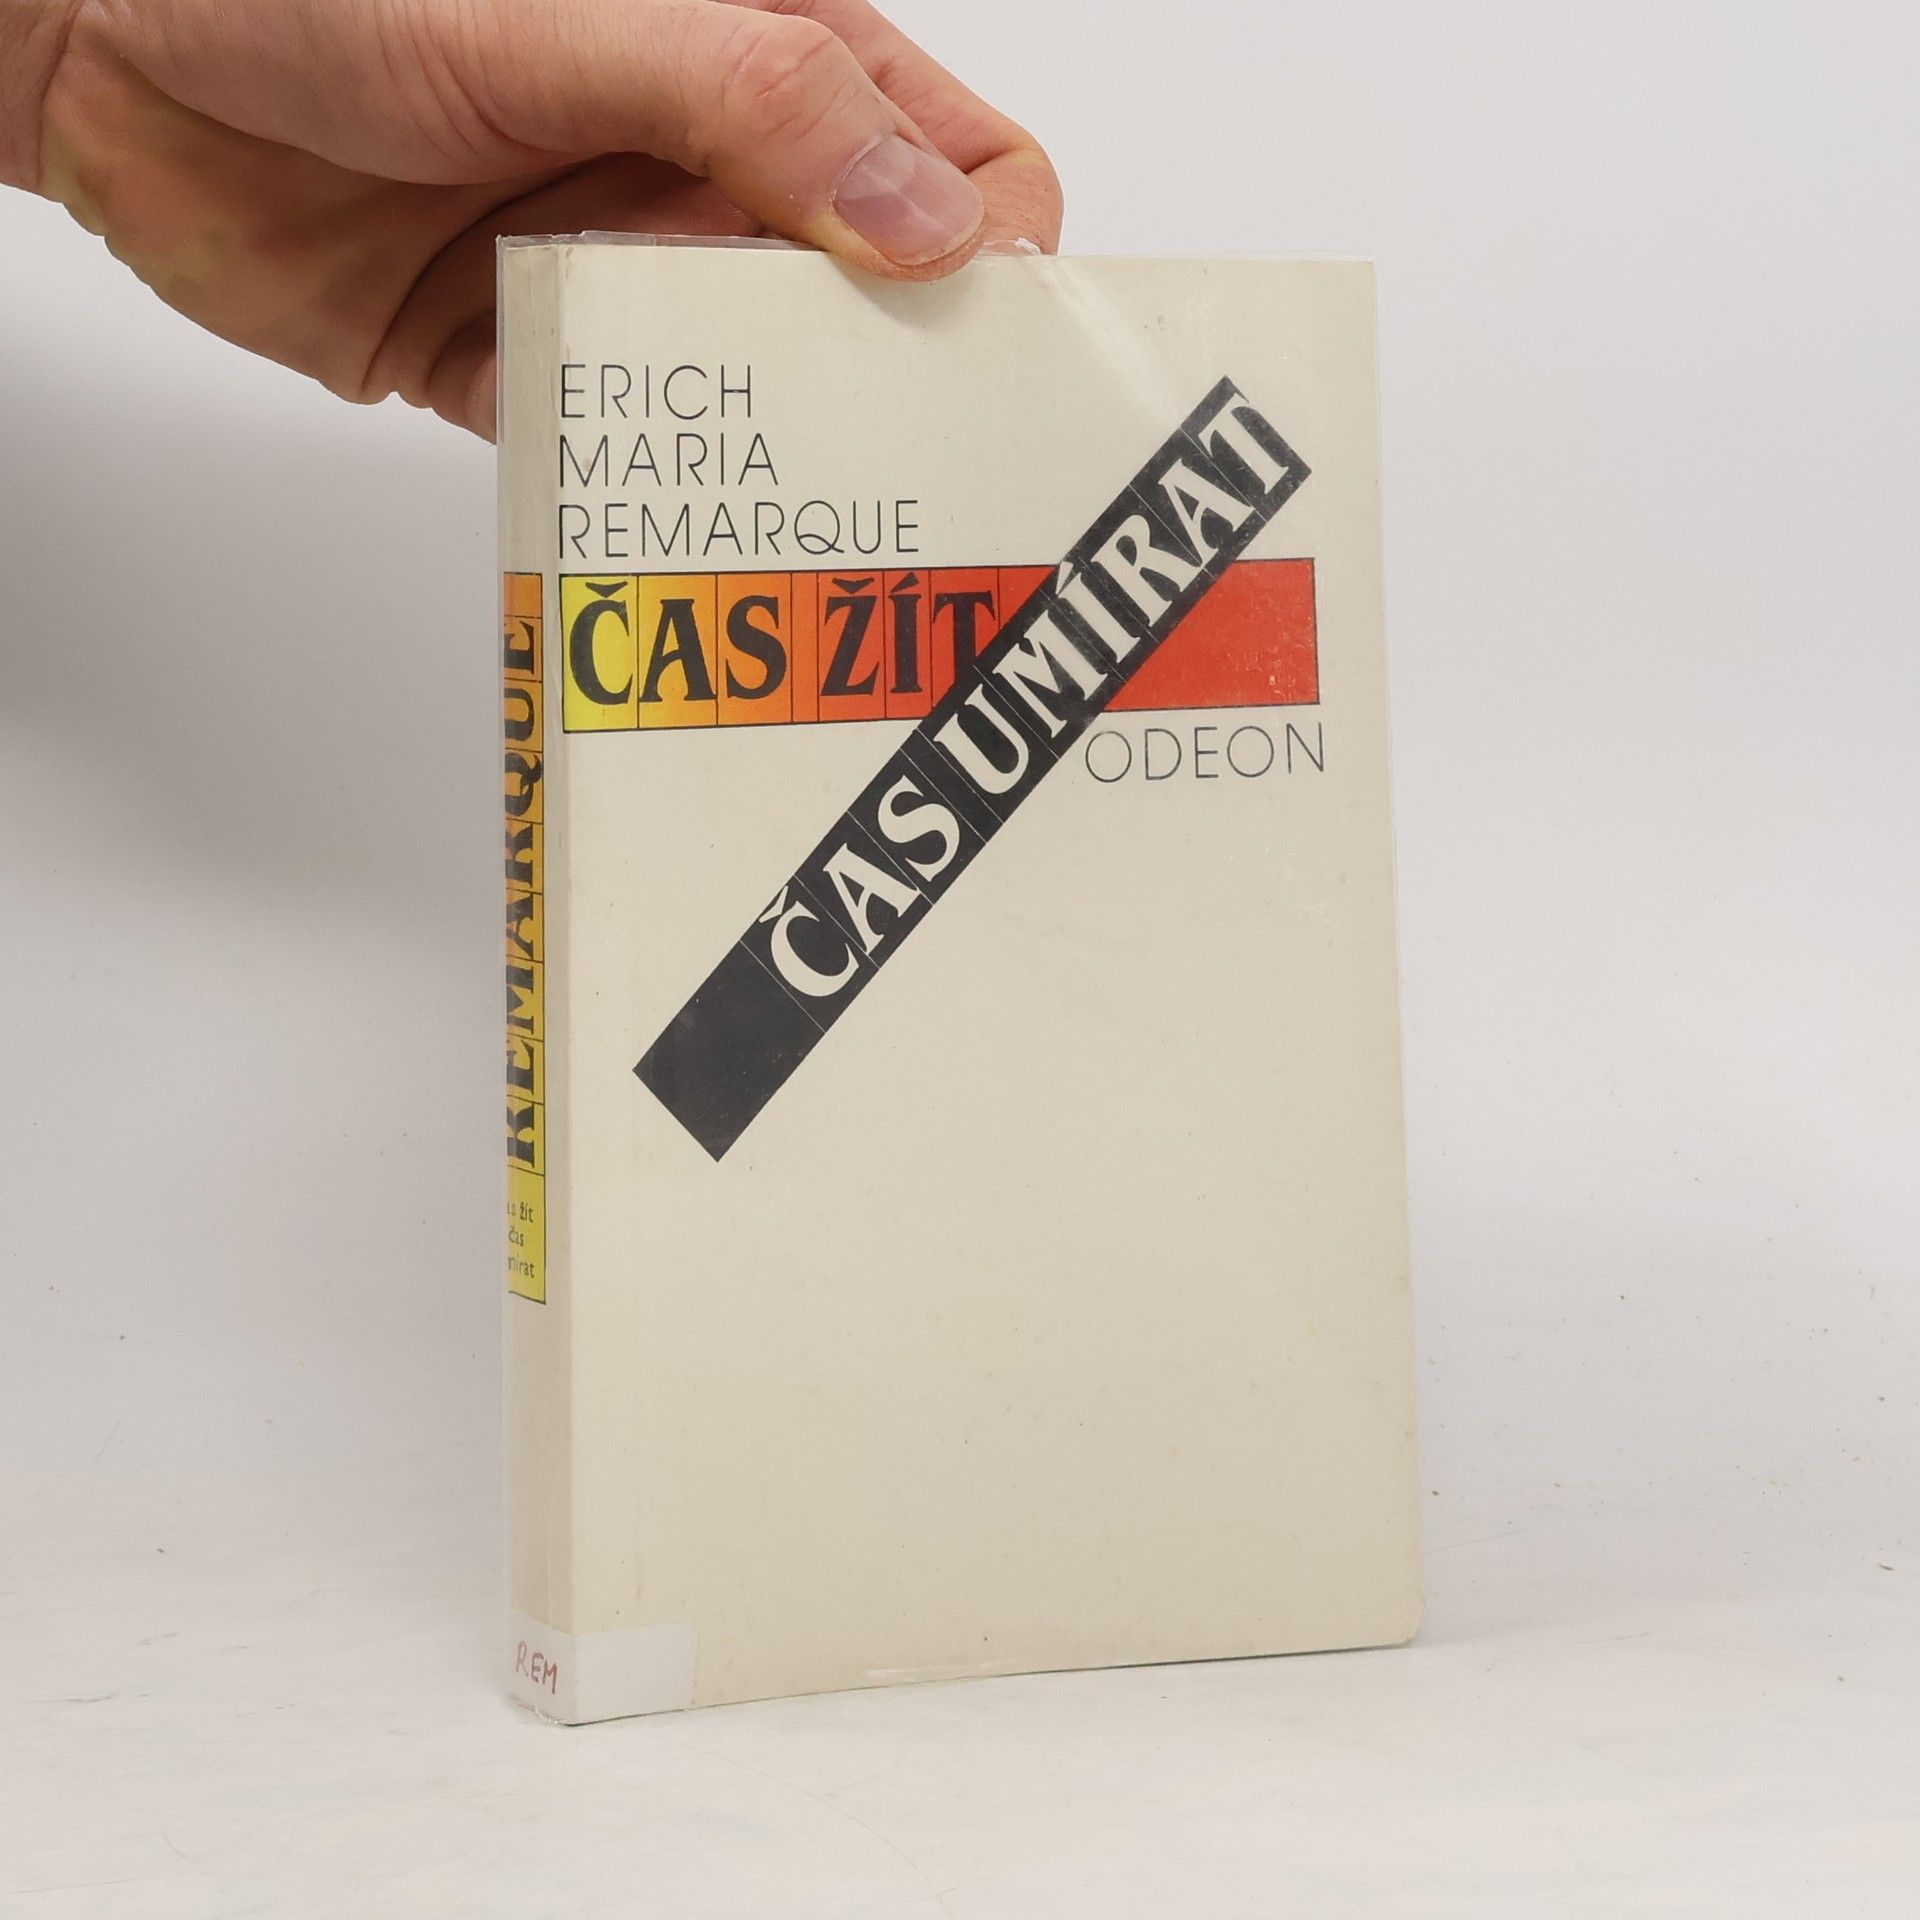 ERICH
MARIA
REMARQUE
ČAS ŽÍT
ČAS UMÍRAT
ODEON
REMARQUE
žít
čas
REM